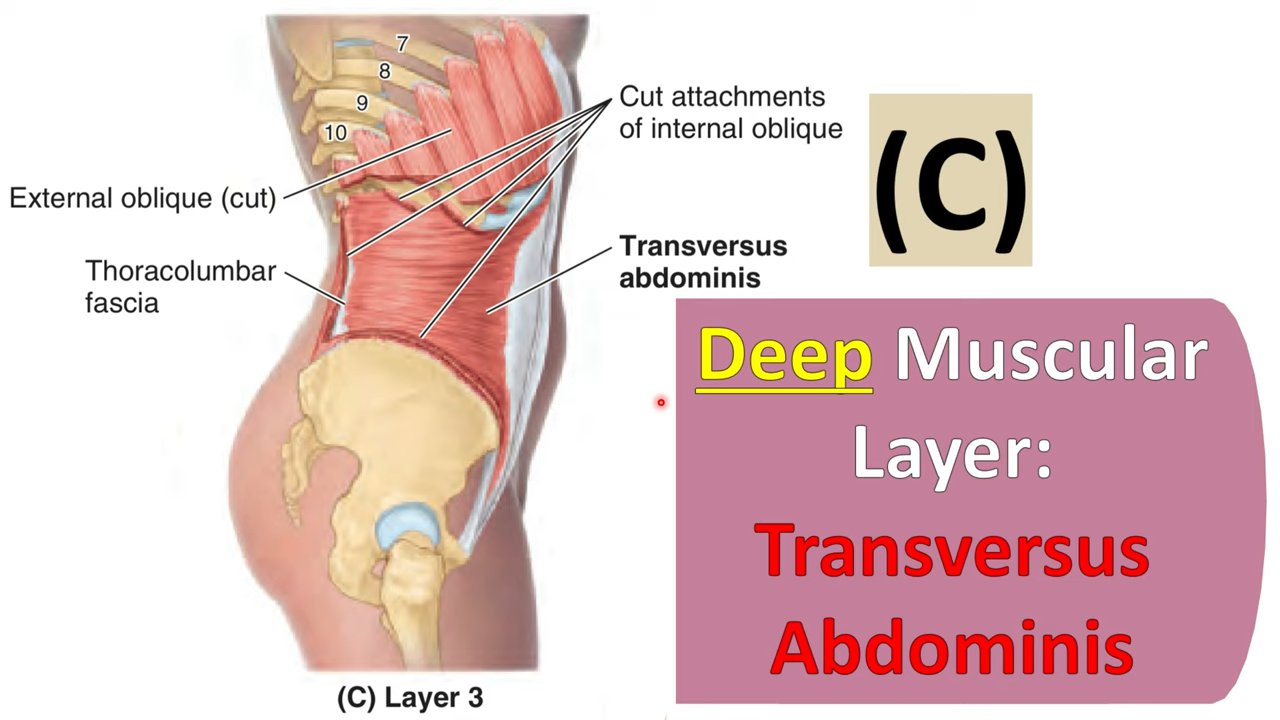 7
8
9
10
Cut attachments
of internal oblique
External oblique (cut)
Thoracolumbar
fascia
Transversus
abdominis
(C) Layer 3
(C)
Deep Muscular
Layer:
Transversus
Abdominis